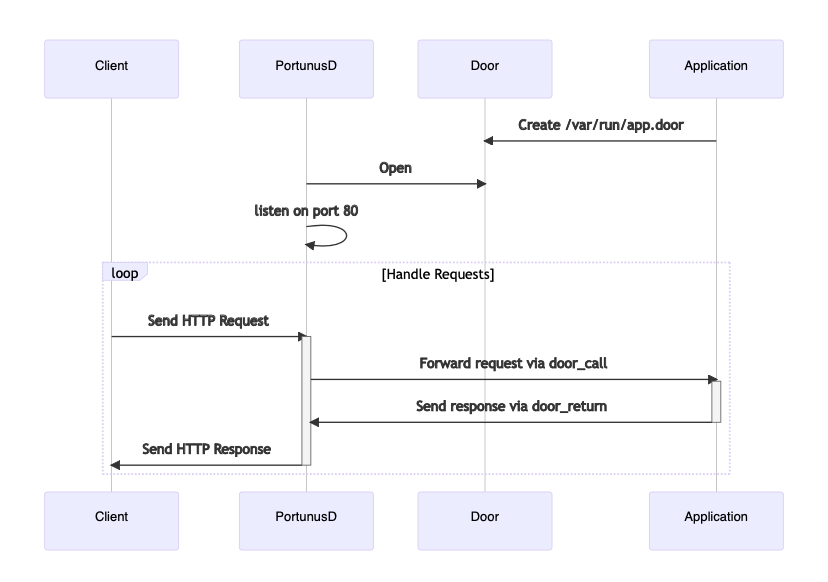 Client
PortunusD
Door
Application
Create /var/run/app.door
Open
listen on port 80
loop
[Handle Requests]
Send HTTP Request
Forward request via door_call
Send response via door_return
Send HTTP Response
Client
PortunusD
Door
Application